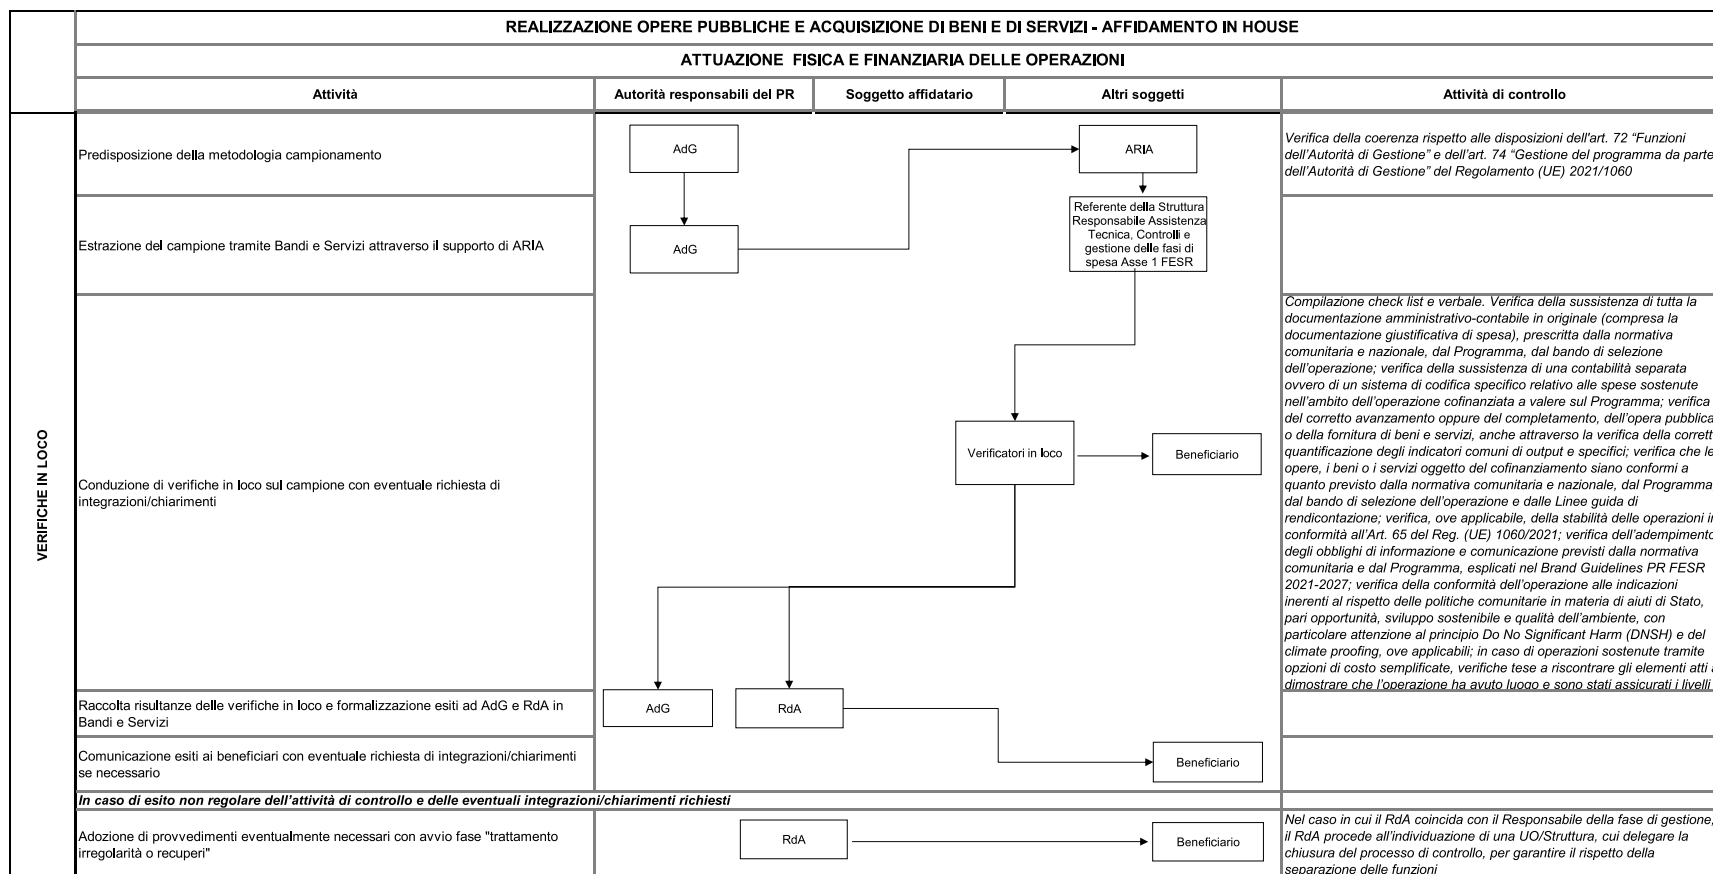 REALIZZAZIONE OPERE PUBBLICHE E ACQUISIZIONE DI BENI E DI SERVIZI - AFFIDAMENTO IN HOUSE
ATTUAZIONE FISICA E FINANZIARIA DELLE OPERAZIONI
Attività
Autorità responsabili del PR
Soggetto affidatario
Altri soggetti
Attività di controllo
VERIFICHE IN LOCO
Predisposizione della metodologia campionamento
AdG
ARIA
Verifica della coerenza rispetto alle disposizioni dell'art. 72 “Funzioni
dell’Autorità di Gestione” e dell’art. 74 “Gestione del programma da parte
dell’Autorità di Gestione” del Regolamento (UE) 2021/1060
Estrazione del campione tramite Bandi e Servizi attraverso il supporto di ARIA
AdG
Referente della Struttura
Responsabile Assistenza
Tecnica, Controlli e
gestione delle fasi di
spesa Asse 1 FESR
Conduzione di verifiche in loco sul campione con eventuale richiesta di
integrazioni/chiarimenti
Verificatori in loco
Beneficiario
Compilazione check list e verbale. Verifica della sussistenza di tutta la
documentazione amministrativo-contabile in originale (compresa la
documentazione giustificativa di spesa), prescritta dalla normativa
comunitaria e nazionale, dal Programma, dal bando di selezione
dell’operazione; verifica della sussistenza di una contabilità separata
ovvero di un sistema di codifica specifico relativo alle spese sostenute
nell’ambito dell’operazione cofinanziata a valere sul Programma; verifica
del corretto avanzamento oppure del completamento, dell’opera pubblica
o della fornitura di beni e servizi, anche attraverso la verifica della corrett
quantificazione degli indicatori comuni di output e specifici; verifica che le
opere, i beni o i servizi oggetto del cofinanziamento siano conformi a
quanto previsto dalla normativa comunitaria e nazionale, dal Programma
dal bando di selezione dell’operazione e dalle Linee guida di
rendicontazione; verifica, ove applicabile, della stabilità delle operazioni in
conformità all’Art. 65 del Reg. (UE) 1060/2021; verifica dell’adempimento
degli obblighi di informazione e comunicazione previsti dalla normativa
comunitaria e dal Programma, esplicati nel Brand Guidelines PR FESR
2021-2027; verifica della conformità dell’operazione alle indicazioni
inerenti al rispetto delle politiche comunitarie in materia di aiuti di Stato,
pari opportunità, sviluppo sostenibile e qualità dell’ambiente, con
particolare attenzione al principio Do No Significant Harm (DNSH) e del
climate proofing, ove applicabili; in caso di operazioni sostenute tramite
opzioni di costo semplificate, verifiche tese a riscontrare gli elementi atti a
dimostrare che l’operazione ha avuto luogo e sono stati assicurati i livelli
Raccolta risultanze delle verifiche in loco e formalizzazione esiti ad AdG e RdA in
Bandi e Servizi
AdG
RdA
Comunicazione esiti ai beneficiari con eventuale richiesta di integrazioni/chiarimenti
se necessario
Beneficiario
In caso di esito non regolare dell’attività di controllo e delle eventuali integrazioni/chiarimenti richiesti
Adozione di provvedimenti eventualmente necessari con avvio fase "trattamento
irregolarità o recuperi"
RdA
Beneficiario
Nel caso in cui il RdA coincida con il Responsabile della fase di gestione,
il RdA procede all’individuazione di una UO/Struttura, cui delegare la
chiusura del processo di controllo, per garantire il rispetto della
separazione delle funzioni